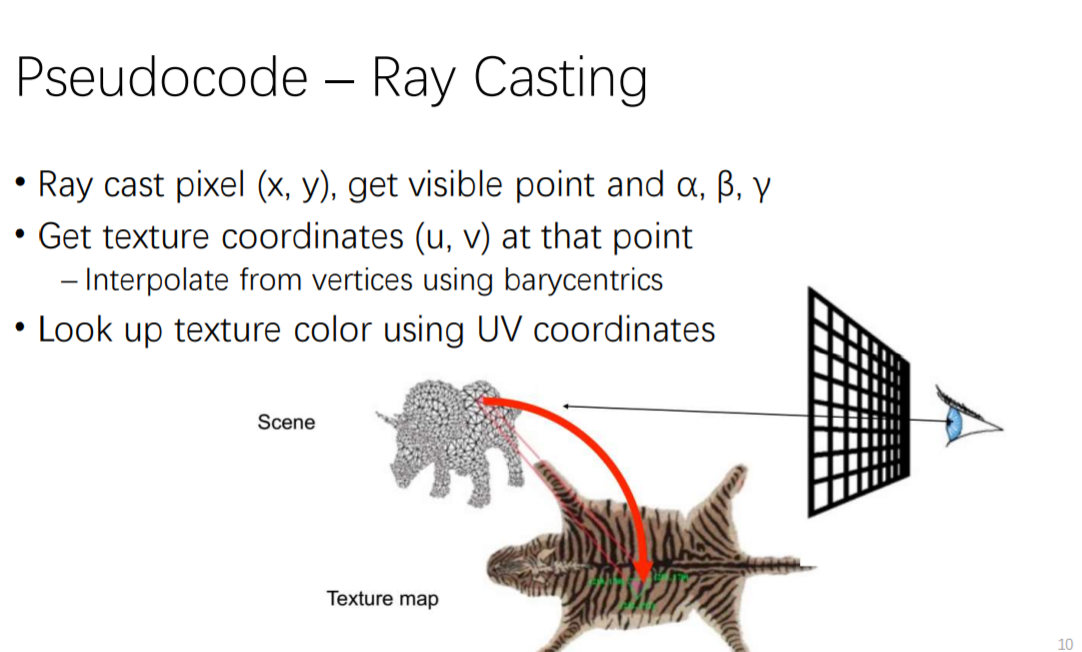 Pseudocode – Ray Casting
• Ray cast pixel (x, y), get visible point and α, β, γ
• Get texture coordinates (u, v) at that point
– Interpolate from vertices using barycentrics
• Look up texture color using UV coordinates
Scene
Texture map
10